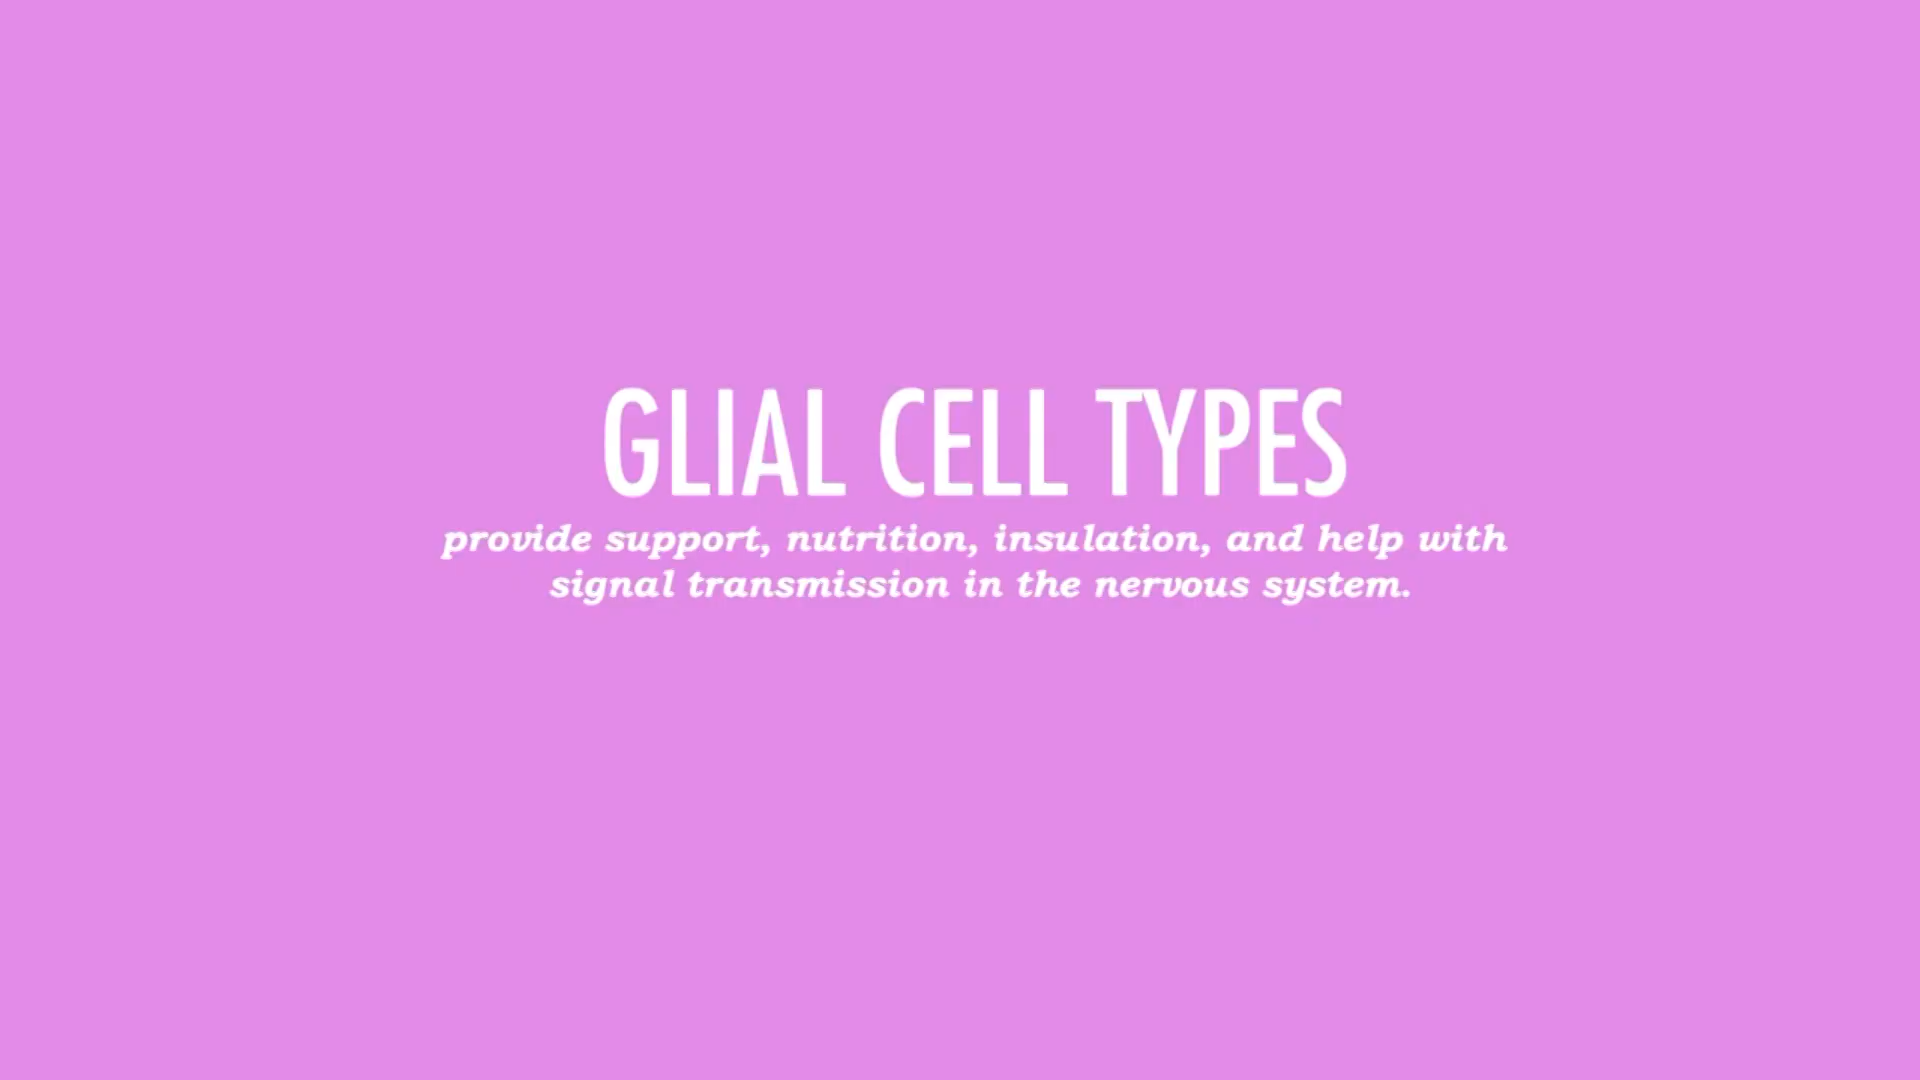 GLIAL CELL TYPES
provide support, nutrition, insulation, and help with
signal transmission in the nervous system.